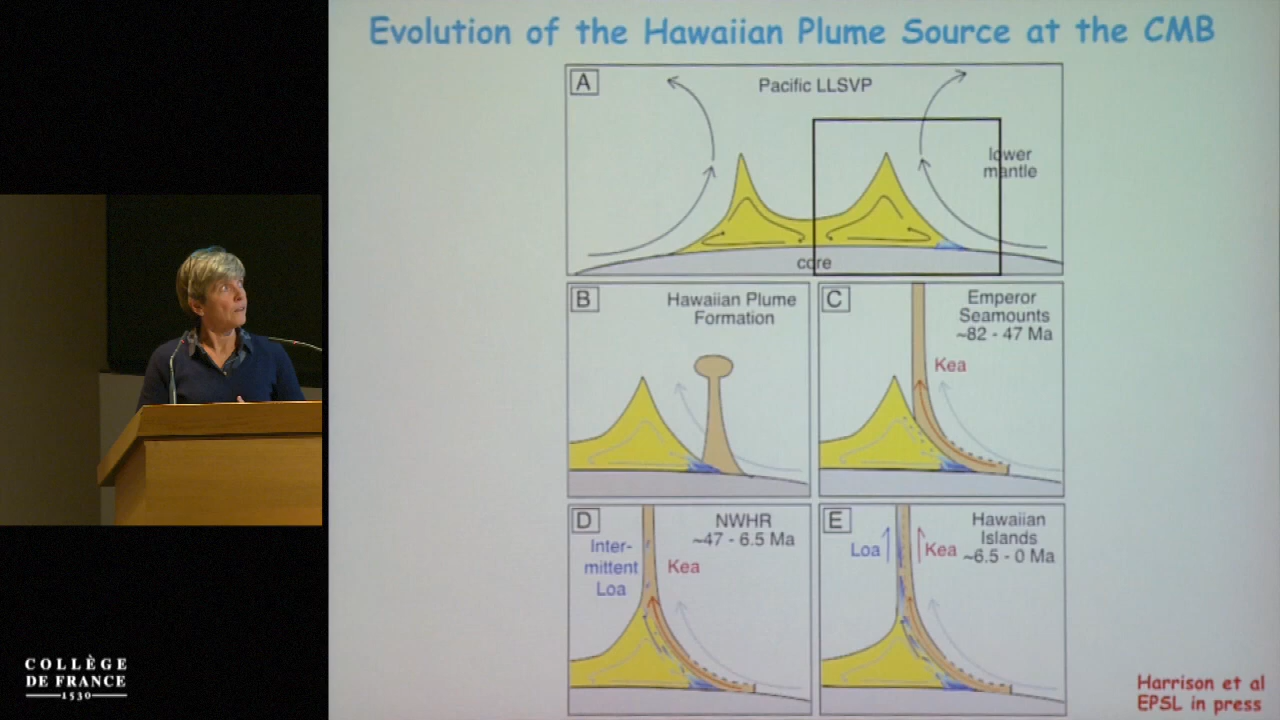 Evolution of the Hawaiian Plume Source at the CMB
A
Pacific LLSVP
lower
mantle
core
B
Hawaiian Plume
Formation
C
Emperor
Seamounts
~82 - 47 Ma
Kea
D
NWHR
~47 - 6.5 Ma
Inter-
mittent
Loa
Kea
E
Hawaiian
Islands
~6.5 - 0 Ma
Loa
Kea
Harrison et al
EPSL in press
COLLÈGE
DE FRANCE
1530